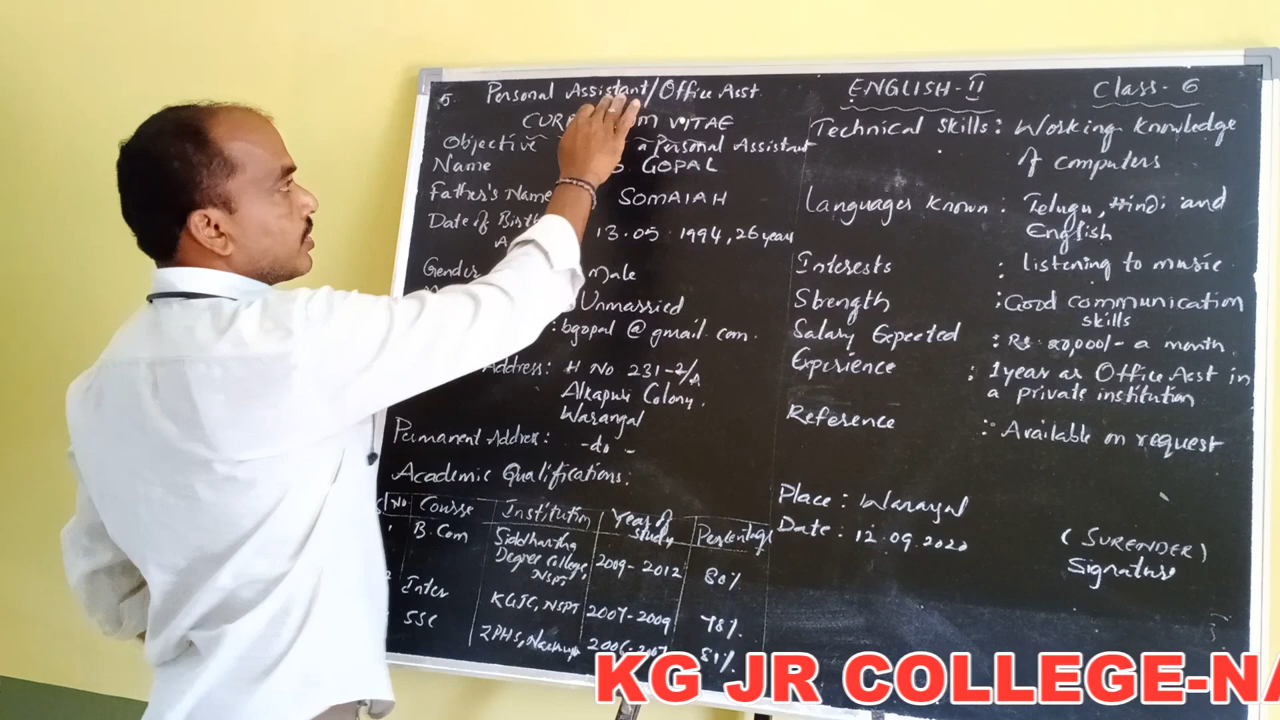 5. Personal Assistant/Office Asst.
VITAE
Objective a Personal Assistant
Name GOPAL
Father's Name SOMAIAH
Date of Birth 13.05.1994, 26 years
Gender Male
Unmarried
: bgopal@gmail.com.
Address: H No 231-2/A
Alkapuri Colony,
Warangal
Permanent Address: -do-
Academic Qualifications:
No. Course Institution Year of study Percentage
1 B.Com Siddhartha Degree College, NSPT 2009-2012 80%
2 Inter KGJC, NSPT 2007-2009 78%.
SSC ZPHS, 2006-2007 81%.
ENGLISH-II Class-6
Technical Skills: Working knowledge
of computers
Languages known: Telugu, Hindi and
English
Interests : listening to music
Strength : Good communication
skills
Salary Expected : Rs. 20,000/- a month.
Experience : 1 year as Office Asst in
a private institution
Reference : Available on request
Place: Warangal
Date: 12.09.2020
(SURENDER)
Signature
KG JR COLLEGE-NA